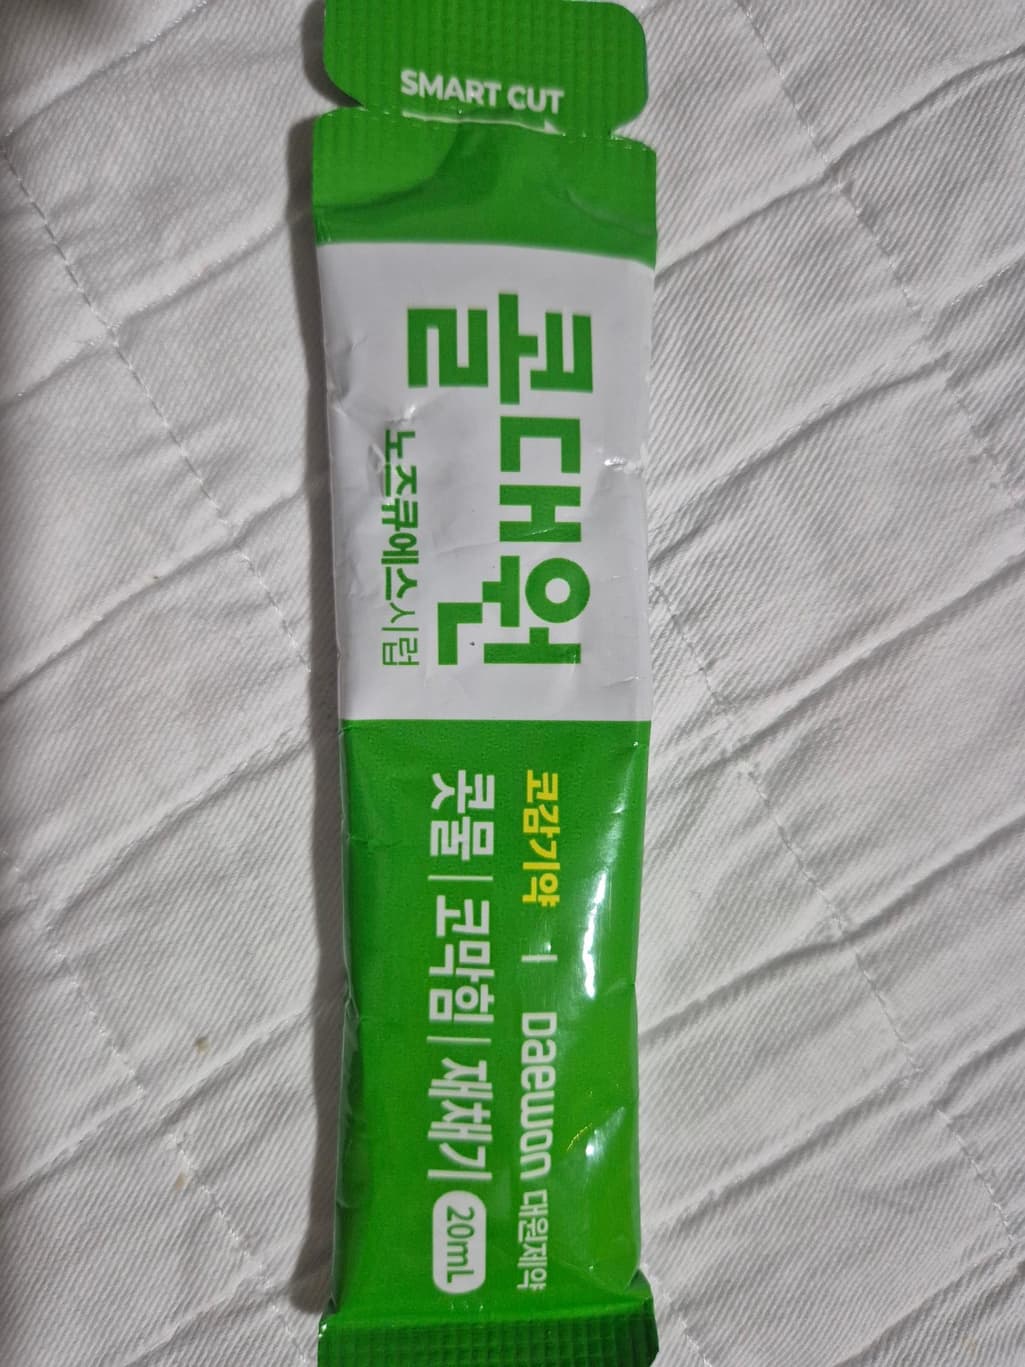 SMART CUT
콜대원
노즈큐에스시럽
코감기약 | Daewon 대원제약
콧물 | 코막힘 | 재채기 20mL